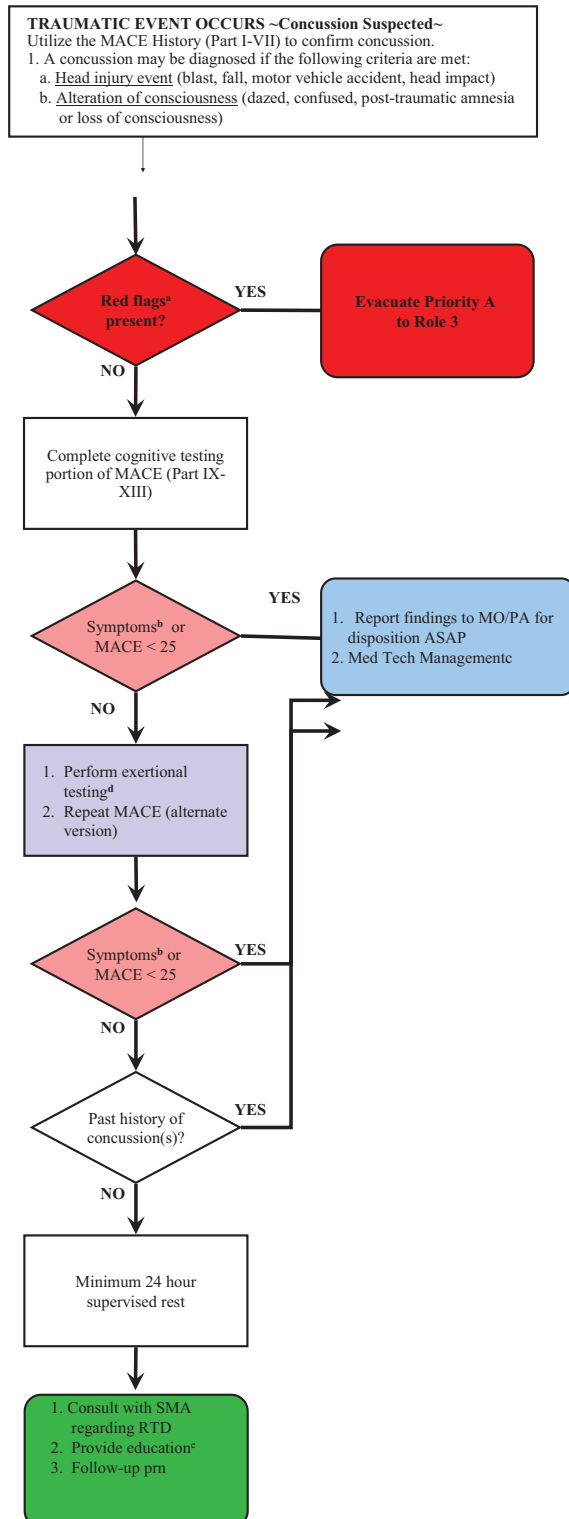 TRAUMATIC EVENT OCCURS ~Concussion Suspected~
Utilize the MACE History (Part I-VII) to confirm concussion.
1. A concussion may be diagnosed if the following criteria are met:
a. Head injury event (blast, fall, motor vehicle accident, head impact)
b. Alteration of consciousness (dazed, confused, post-traumatic amnesia
or loss of consciousness)
Red flagsᵃ
present?
YES
Evacuate Priority A
to Role 3
NO
Complete cognitive testing
portion of MACE (Part IX-
XIII)
Symptomsᵇ or
MACE < 25
YES
1. Report findings to MO/PA for
disposition ASAP
2. Med Tech Managementc
NO
1. Perform exertional
testingᵈ
2. Repeat MACE (alternate
version)
Symptomsᵇ or
MACE < 25
YES
NO
Past history of
concussion(s)?
YES
NO
Minimum 24 hour
supervised rest
1. Consult with SMA
regarding RTD
2. Provide educationᵉ
3. Follow-up prn